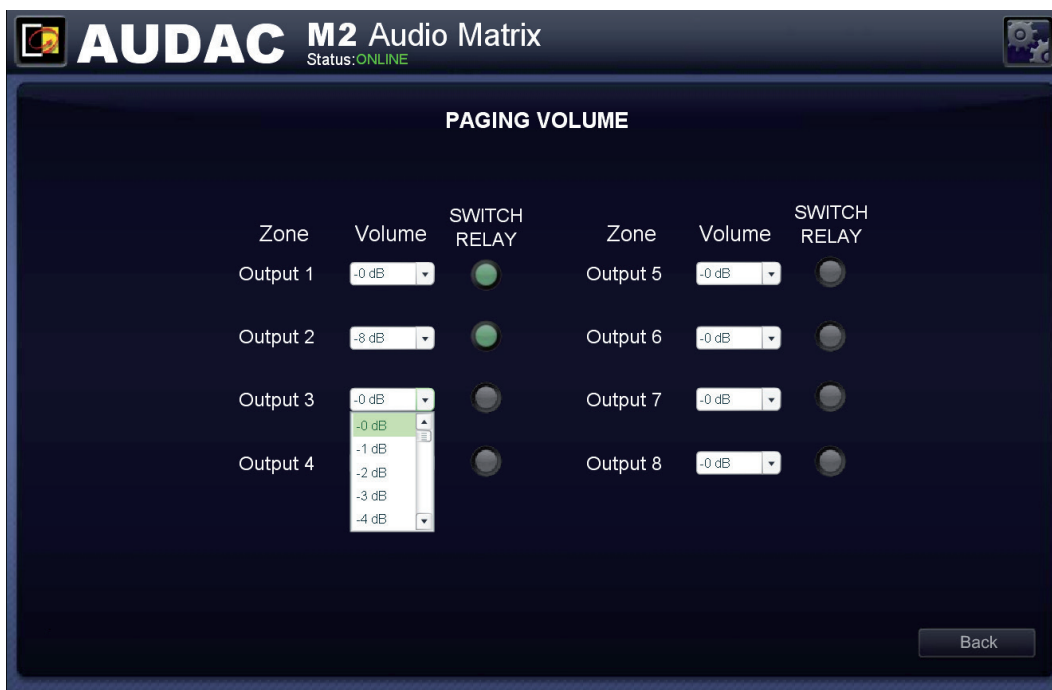 AUDAC M2 Audio Matrix
Status:ONLINE
PAGING VOLUME
Zone Volume SWITCH RELAY Zone Volume SWITCH RELAY
Output 1 -0 dB Output 5 -0 dB
Output 2 -8 dB Output 6 -0 dB
Output 3 -0 dB Output 7 -0 dB
-0 dB
-1 dB
Output 4 -2 dB Output 8 -0 dB
-3 dB
-4 dB
Back